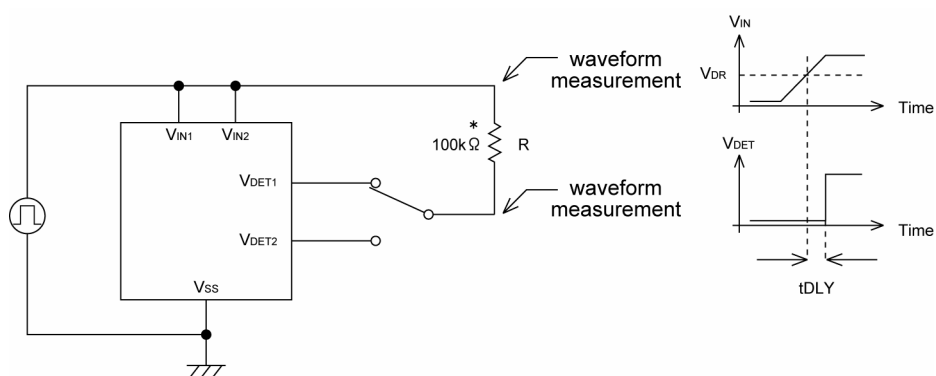 waveform
measurement
VIN1
VIN2
*
100kΩ
R
VDET1
VDET2
waveform
measurement
VSS
VIN
VDR
Time
VDET
Time
tDLY